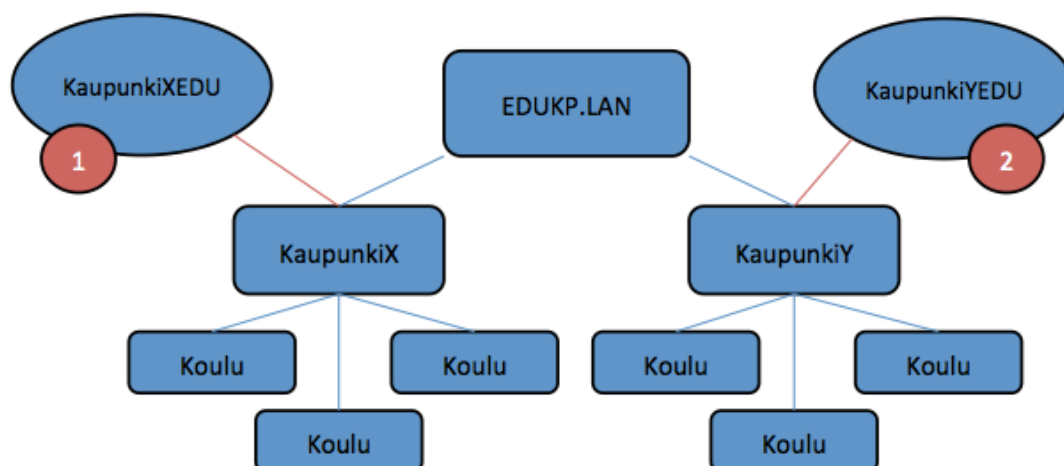 KaupunkiXEDU
EDUKP.LAN
KaupunkiYEDU
1
2
KaupunkiX
KaupunkiY
Koulu
Koulu
Koulu
Koulu
Koulu
Koulu